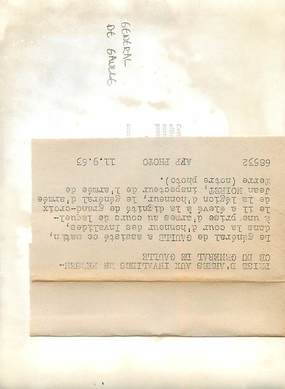 GENERAL
DE GAULLE
PRISE D'ARMES AUX INVALIDES EN PRESEN-
CE DU GENERAL DE GAULLE
Le général de GAULLE a assisté ce matin,
dans la cour d'honneur des Invalides,
à une prise d'armes au cours de laquel-
le il a élevé à la dignité de grand-croix
de la légion d'honneur, le général d'armée
Jean NOIRET, inspecteur de l'armée de
terre (notre photo).
68552 AFP PHOTO 11.9.63